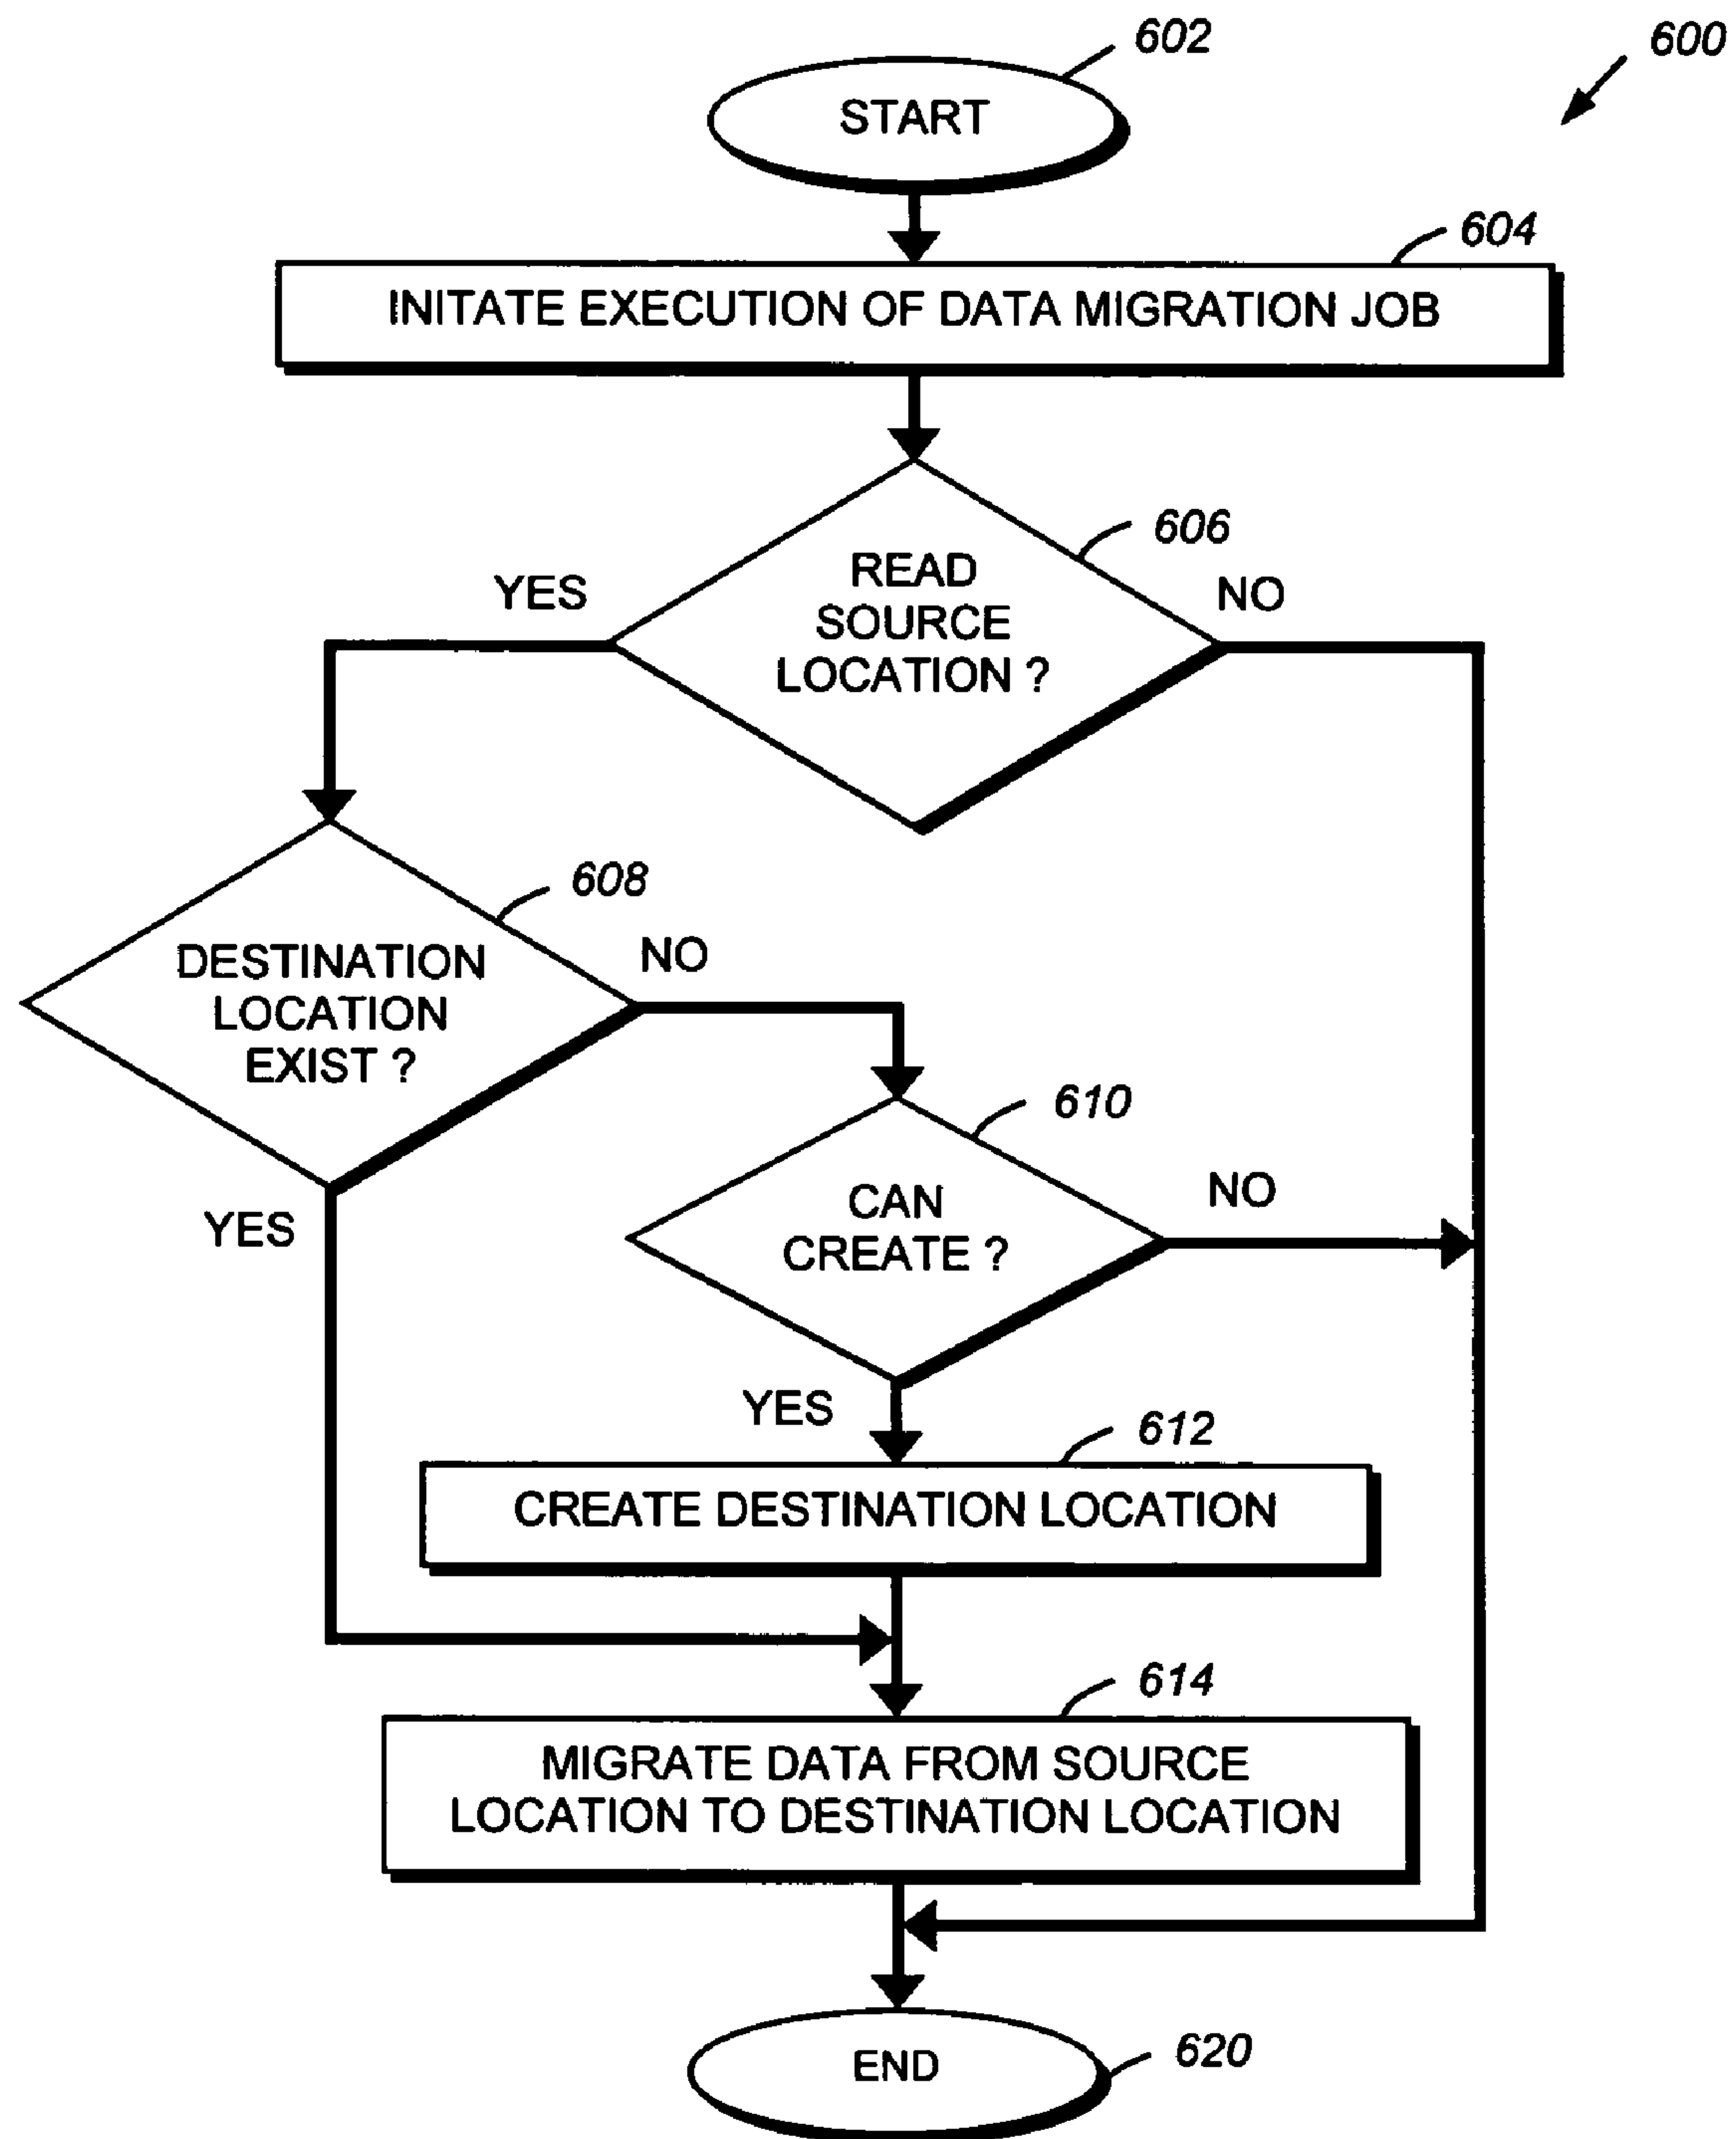 602
600
START
604
INITATE EXECUTION OF DATA MIGRATION JOB
606
READ
SOURCE
LOCATION ?
YES
NO
608
DESTINATION
LOCATION
EXIST ?
NO
YES
610
CAN
CREATE ?
NO
YES
612
CREATE DESTINATION LOCATION
614
MIGRATE DATA FROM SOURCE
LOCATION TO DESTINATION LOCATION
END
620